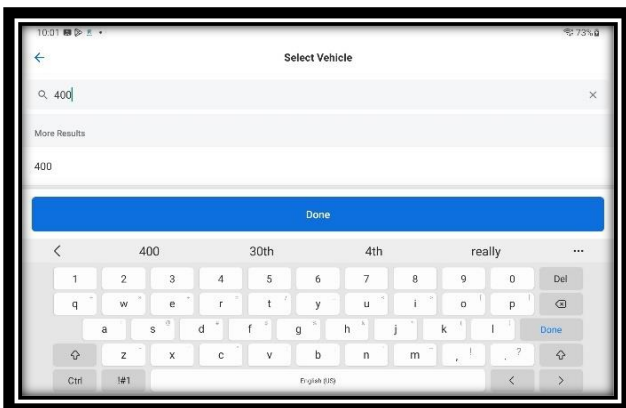 10:01 73%
Select Vehicle
400
More Results
400
Done
400 30th 4th really ...
1 2 3 4 5 6 7 8 9 0 Del
q w e r t y u i o p
a s d f g h j k l Done
z x c v b n m , ! . ?
Ctrl !#1 English (US) < >